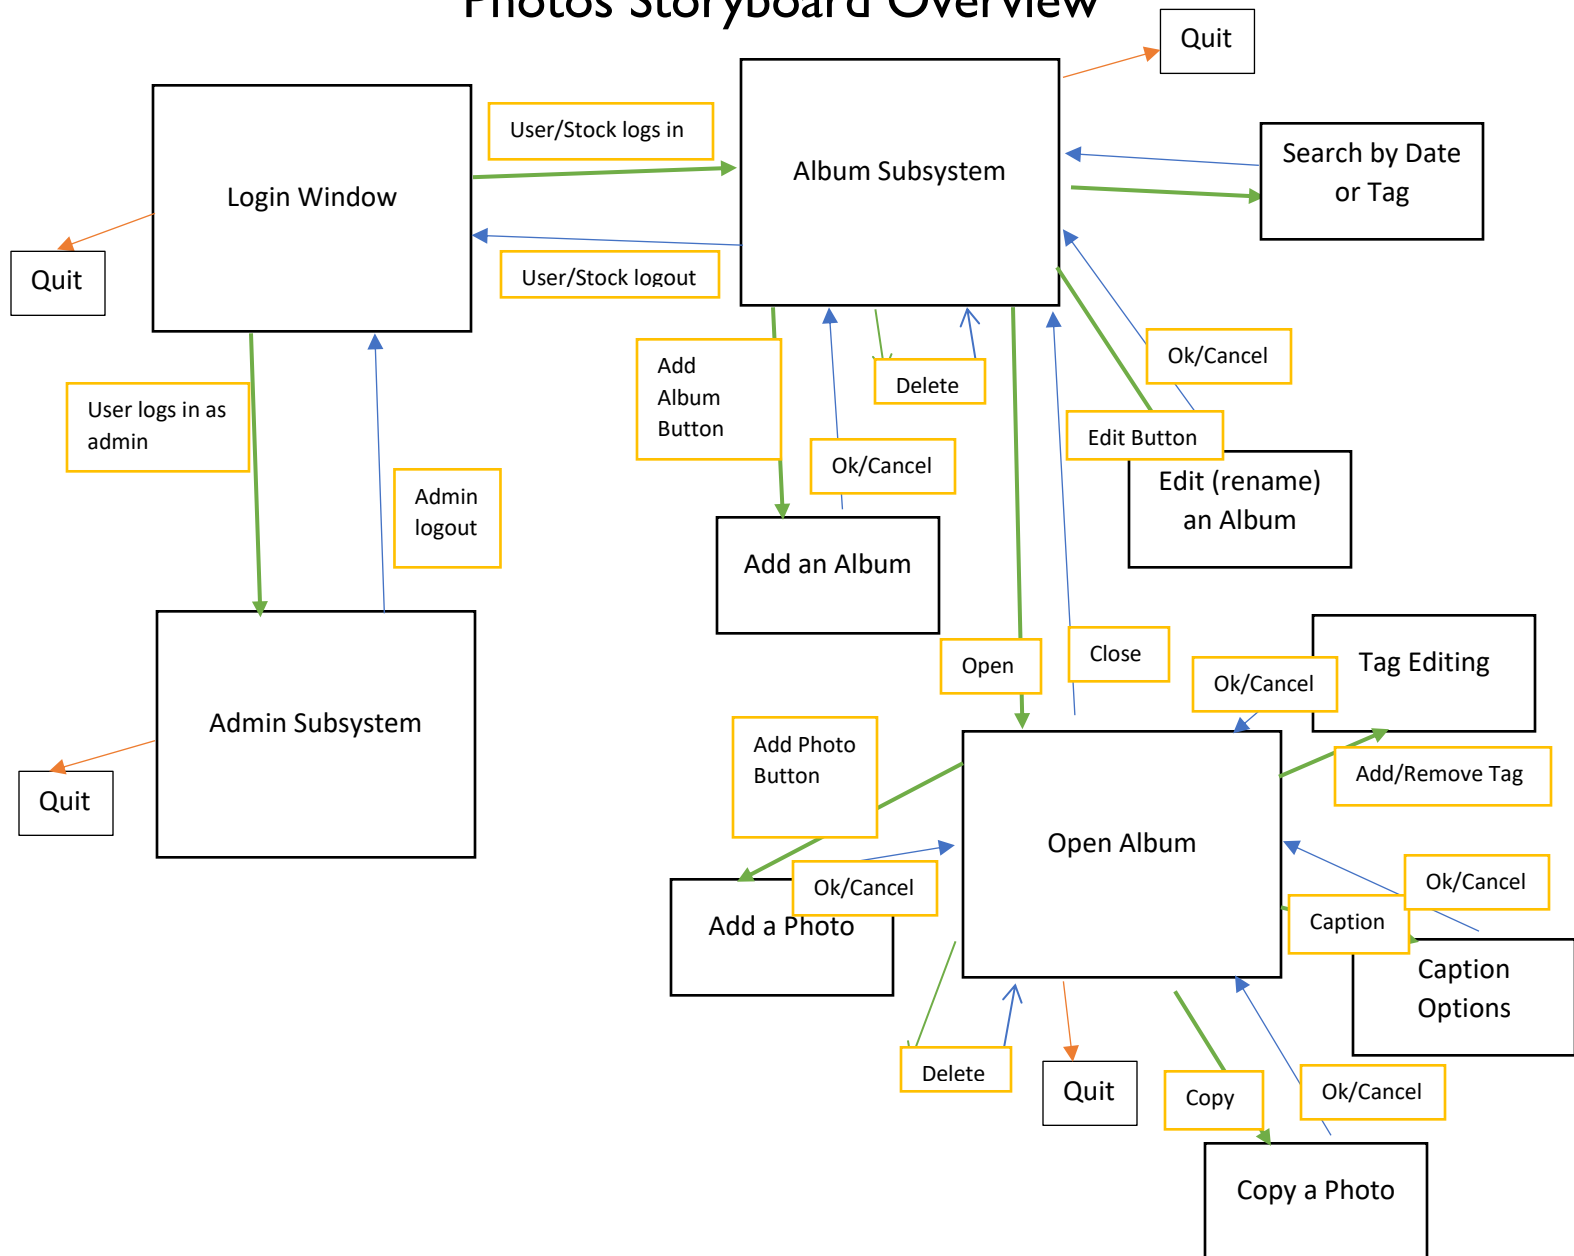 Photos Storyboard Overview
Quit
User/Stock logs in
Login Window
Album Subsystem
Search by Date
or Tag
Quit
User/Stock logout
Add
Album
Button
Delete
Ok/Cancel
Edit Button
Ok/Cancel
Edit (rename)
an Album
User logs in as
admin
Admin
logout
Add an Album
Open
Close
Ok/Cancel
Tag Editing
Admin Subsystem
Quit
Add Photo
Button
Add/Remove Tag
Open Album
Ok/Cancel
Add a Photo
Caption
Ok/Cancel
Caption
Options
Delete
Quit
Copy
Ok/Cancel
Copy a Photo